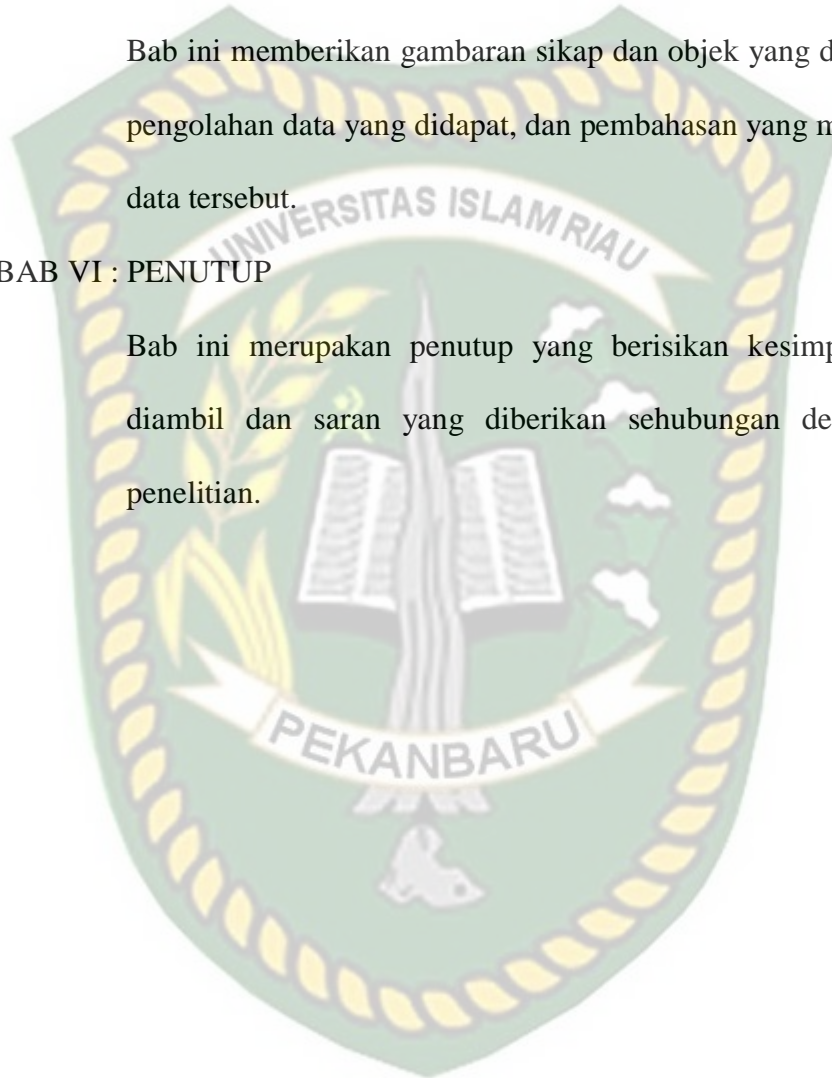 Bab ini memberikan gambaran sikap dan objek yang d
pengolahan data yang didapat, dan pembahasan yang m
data tersebut.
UNIVERSITAS ISLAM RIAU
BAB VI : PENUTUP
Bab ini merupakan penutup yang berisikan kesimp
diambil dan saran yang diberikan sehubungan de
penelitian.
PEKANBARU